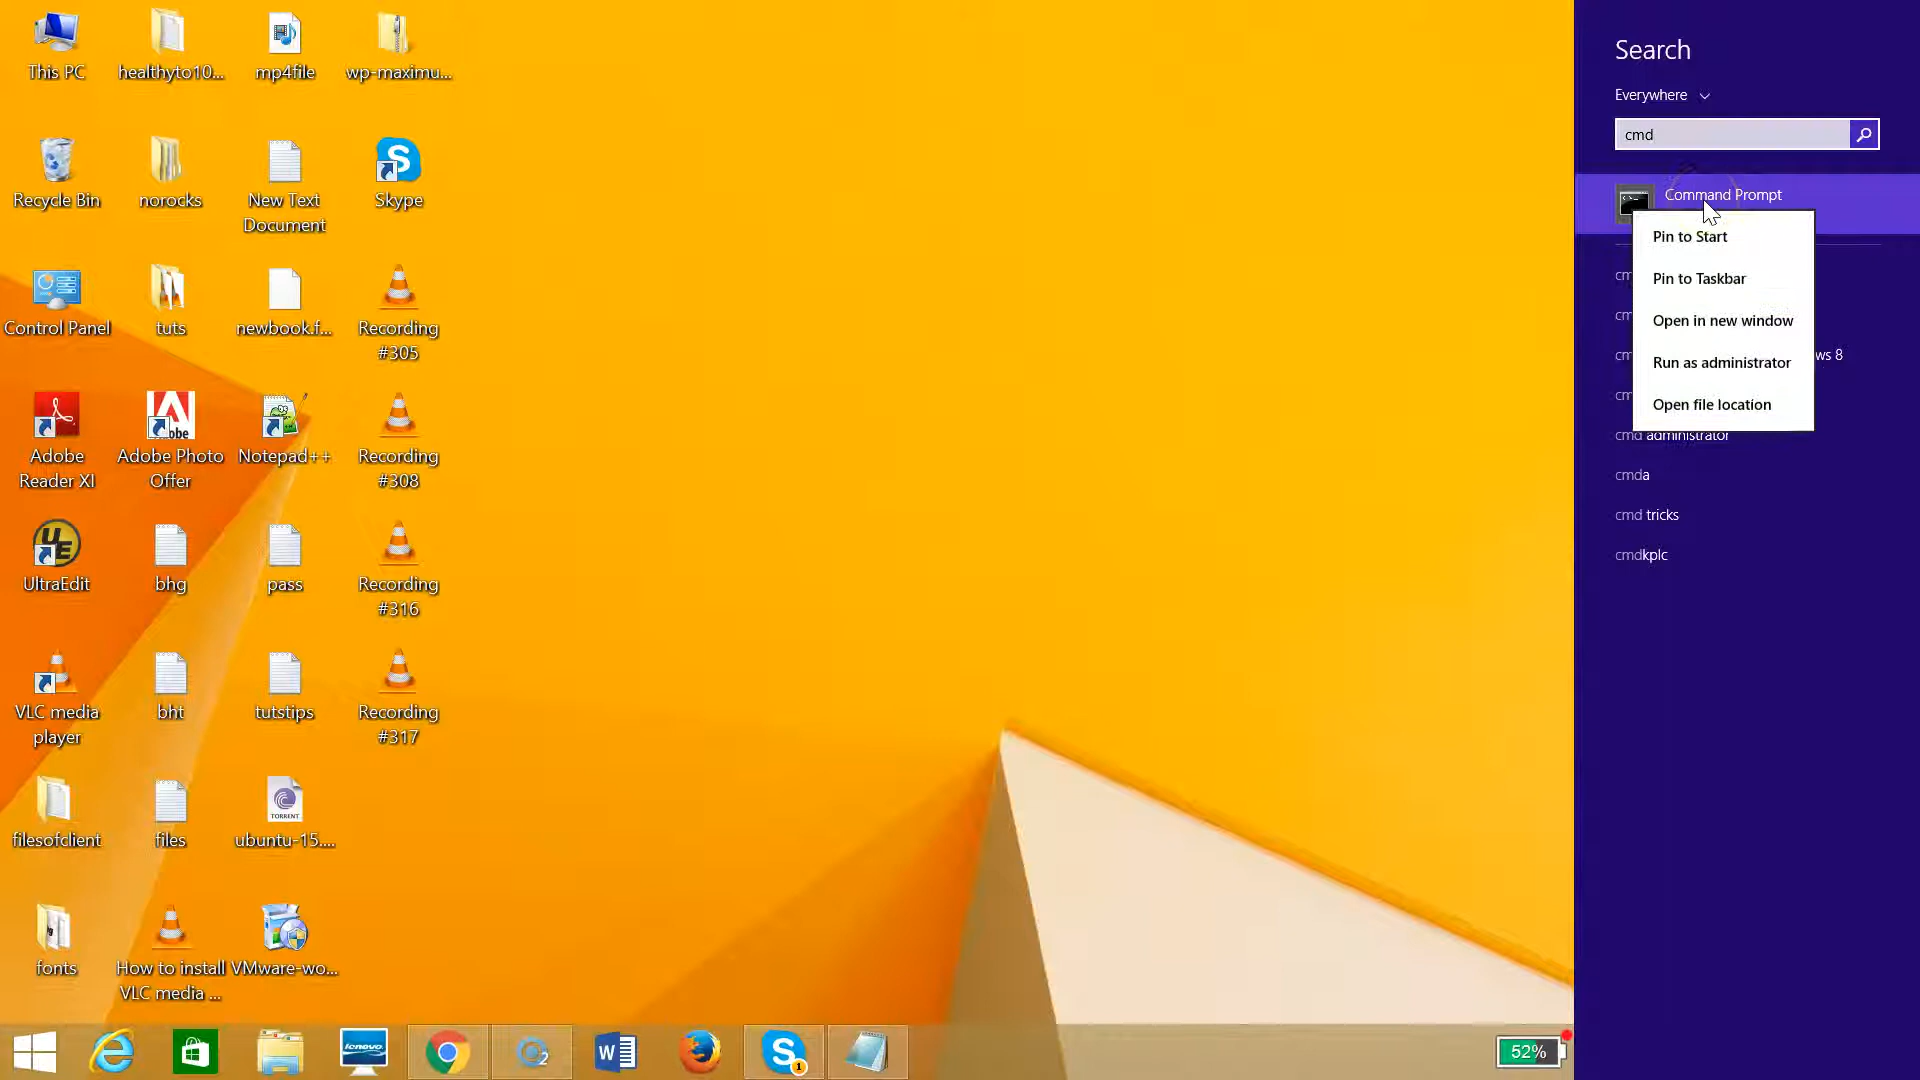 This PC
healthyto10...
mp4file
wp-maximu...
Recycle Bin
norocks
New Text
Document
Skype
Control Panel
tuts
newbook.f...
Recording
#305
Adobe
Reader XI
Adobe Photo
Offer
Notepad++
Recording
#308
UltraEdit
bhg
pass
Recording
#316
VLC media
player
bht
tutstips
Recording
#317
filesofclient
files
TORRENT
ubuntu-15....
fonts
How to install
VLC media ...
VMware-wo...
Search
Everywhere
cmd
Command Prompt
Pin to Start
Pin to Taskbar
Open in new window
Run as administrator
Open file location
ws 8
cmd administrator
cmda
cmd tricks
cmdkplc
lenovo
52%